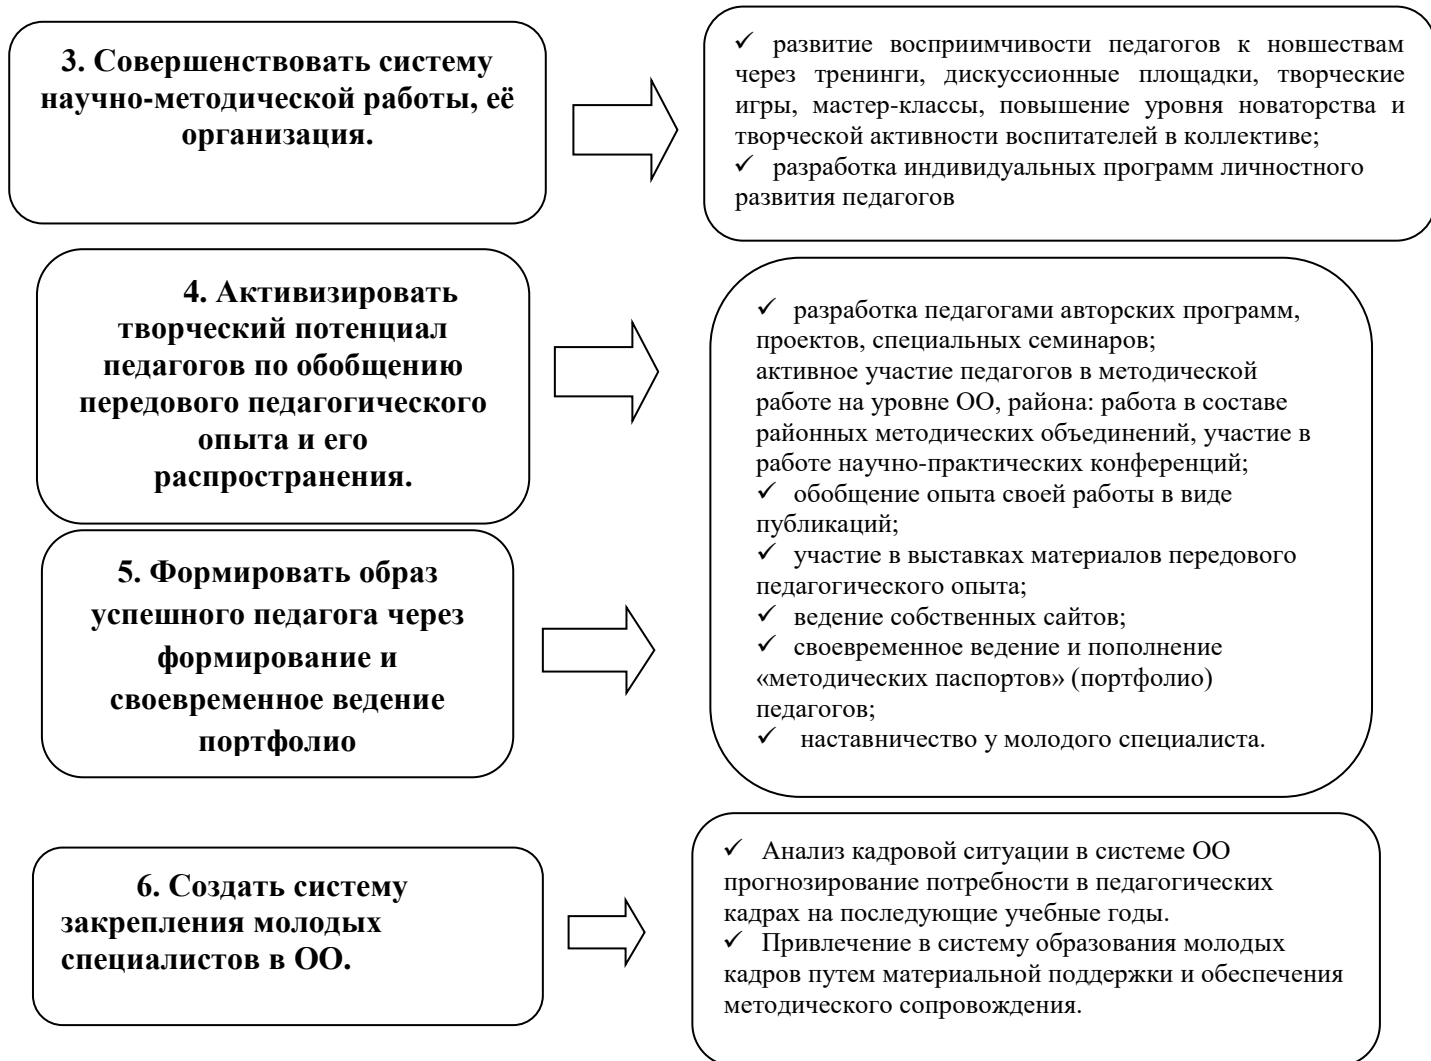 3. Совершенствовать систему
научно-методической работы, её
организация.
✓ развитие восприимчивости педагогов к новшествам
через тренинги, дискуссионные площадки, творческие
игры, мастер-классы, повышение уровня новаторства и
творческой активности воспитателей в коллективе;
✓ разработка индивидуальных программ личностного
развития педагогов
4. Активизировать
творческий потенциал
педагогов по обобщению
передового педагогического
опыта и его
распространения.
5. Формировать образ
успешного педагога через
формирование и
своевременное ведение
портфолио
✓ разработка педагогами авторских программ,
проектов, специальных семинаров;
активное участие педагогов в методической
работе на уровне ОО, района: работа в составе
районных методических объединений, участие в
работе научно-практических конференций;
✓ обобщение опыта своей работы в виде
публикаций;
✓ участие в выставках материалов передового
педагогического опыта;
✓ ведение собственных сайтов;
✓ своевременное ведение и пополнение
«методических паспортов» (портфолио)
педагогов;
✓ наставничество у молодого специалиста.
6. Создать систему
закрепления молодых
специалистов в ОО.
✓ Анализ кадровой ситуации в системе ОО
прогнозирование потребности в педагогических
кадрах на последующие учебные годы.
✓ Привлечение в систему образования молодых
кадров путем материальной поддержки и обеспечения
методического сопровождения.